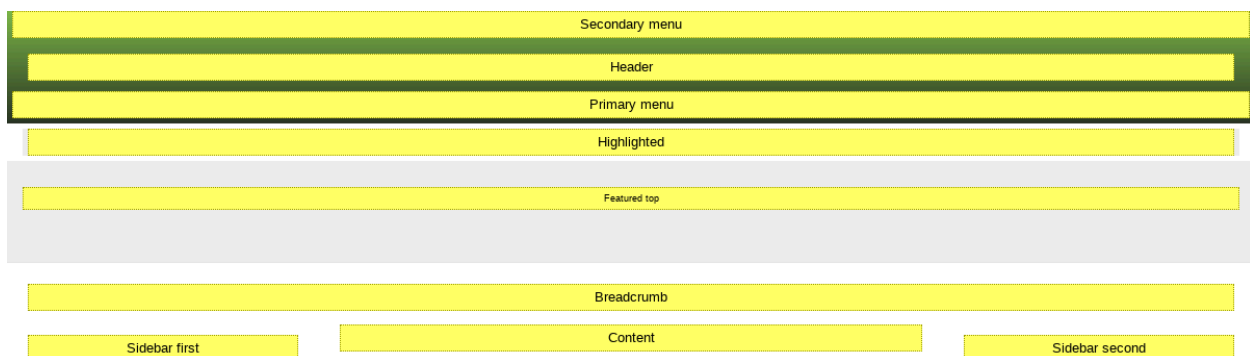 Secondary menu
Header
Primary menu
Highlighted
Featured top
Breadcrumb
Content
Sidebar first
Sidebar second